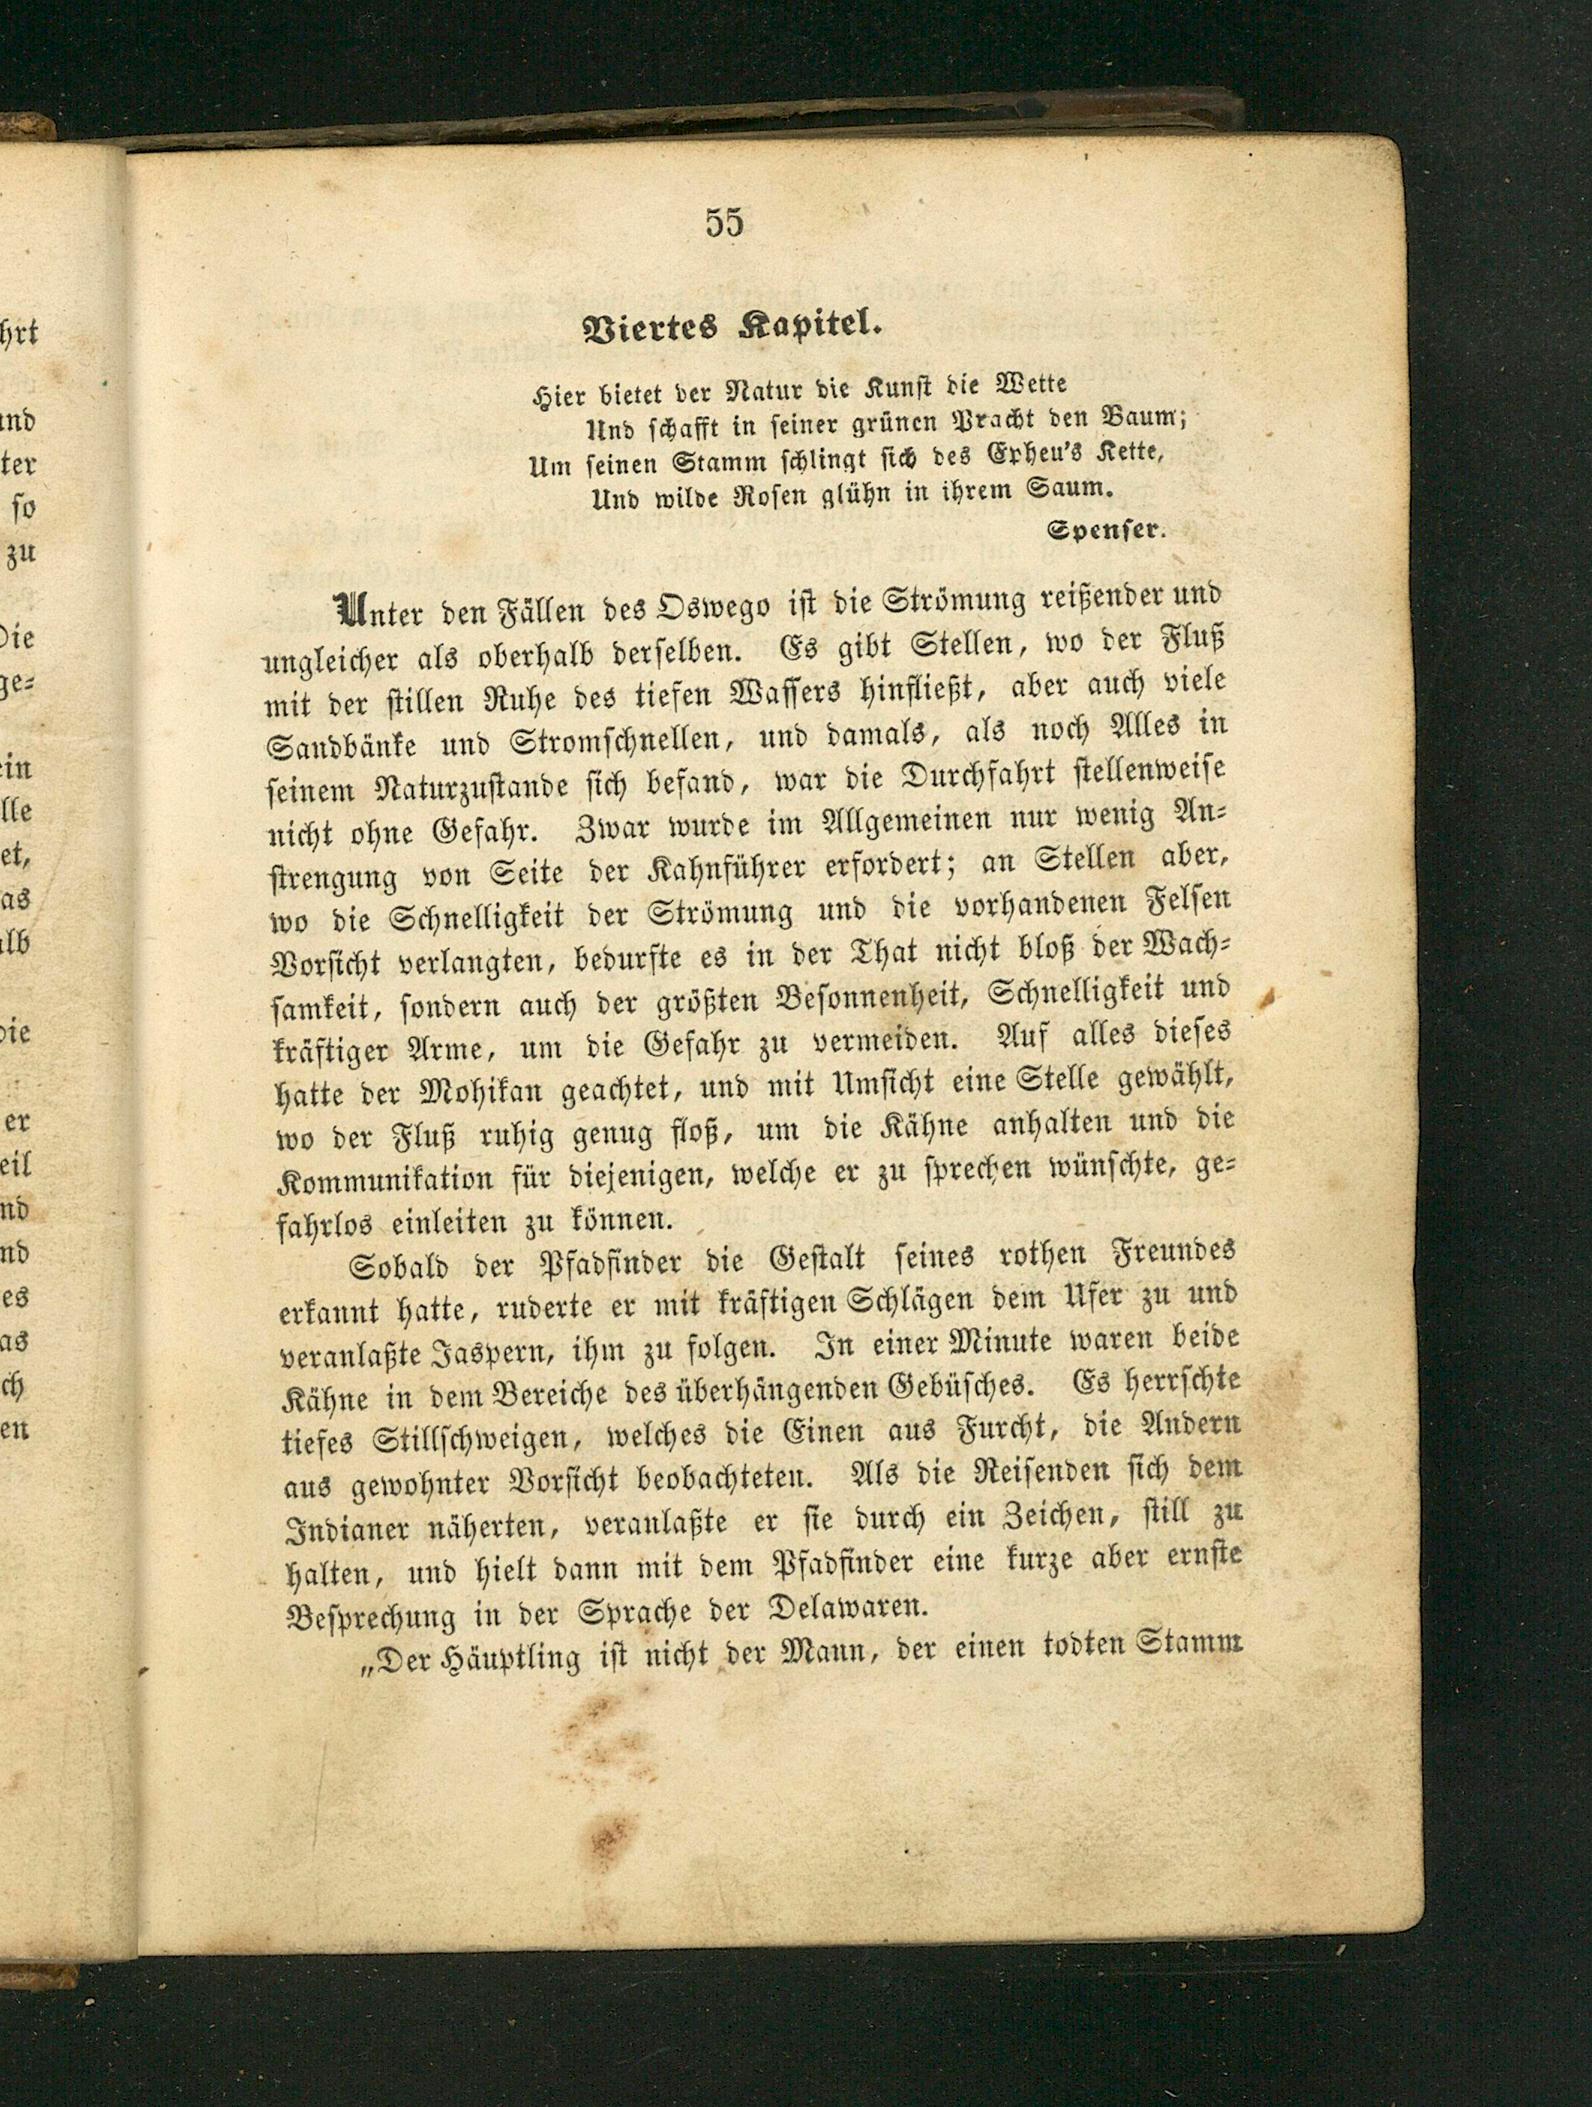 55
Viertes Kapitel.
Hier bietet der Natur die Kunst die Wette
Und schafft in seiner grünen Pracht den Baum;
Um seinen Stamm schlingt sich des Epheu's Kette,
Und wilde Rosen glühn in ihrem Saum.
Spenser.
Unter den Fällen des Oswego ist die Strömung reißender und
ungleicher als oberhalb derselben. Es gibt Stellen, wo der Fluß
mit der stillen Ruhe des tiefen Wassers hinfließt, aber auch viele
Sandbänke und Stromschnellen, und damals, als noch Alles in
seinem Naturzustande sich befand, war die Durchfahrt stellenweise
nicht ohne Gefahr. Zwar wurde im Allgemeinen nur wenig An-
strengung von Seite der Kahnführer erfordert; an Stellen aber,
wo die Schnelligkeit der Strömung und die vorhandenen Felsen
Vorsicht verlangten, bedurfte es in der That nicht bloß der Wach-
samkeit, sondern auch der größten Besonnenheit, Schnelligkeit und
kräftiger Arme, um die Gefahr zu vermeiden. Auf alles dieses
hatte der Mohikan geachtet, und mit Umsicht eine Stelle gewählt,
wo der Fluß ruhig genug floß, um die Kähne anhalten und die
Kommunikation für diejenigen, welche er zu sprechen wünschte, ge-
fahrlos einleiten zu können.
Sobald der Pfadfinder die Gestalt seines rothen Freundes
erkannt hatte, ruderte er mit kräftigen Schlägen dem Ufer zu und
veranlaßte Jaspern, ihm zu folgen. In einer Minute waren beide
Kähne in dem Bereiche des überhängenden Gebüsches. Es herrschte
tiefes Stillschweigen, welches die Einen aus Furcht, die Andern
aus gewohnter Vorsicht beobachteten. Als die Reisenden sich dem
Indianer näherten, veranlaßte er sie durch ein Zeichen, still zu
halten, und hielt dann mit dem Pfadfinder eine kurze aber ernste
Besprechung in der Sprache der Delawaren.
„Der Häuptling ist nicht der Mann, der einen todten Stamm